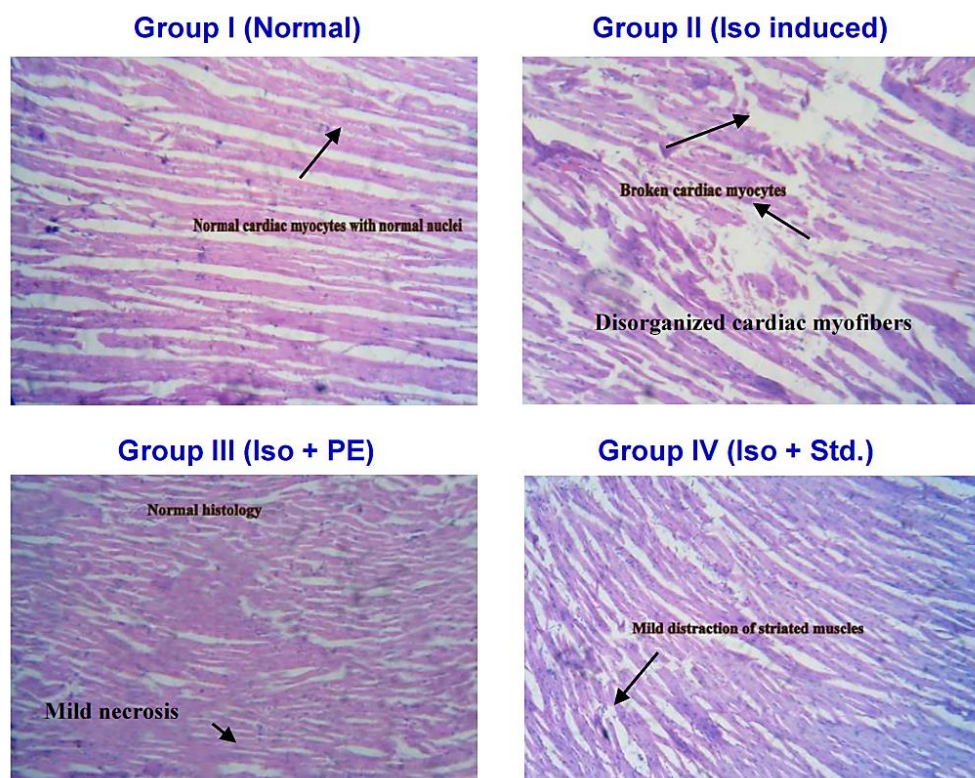 Group I (Normal)
Group II (Iso induced)
Normal cardiac myocytes with normal nuclei
Broken cardiac myocytes
Disorganized cardiac myofibers
Group III (Iso + PE)
Group IV (Iso + Std.)
Normal histology
Mild necrosis
Mild distraction of striated muscles